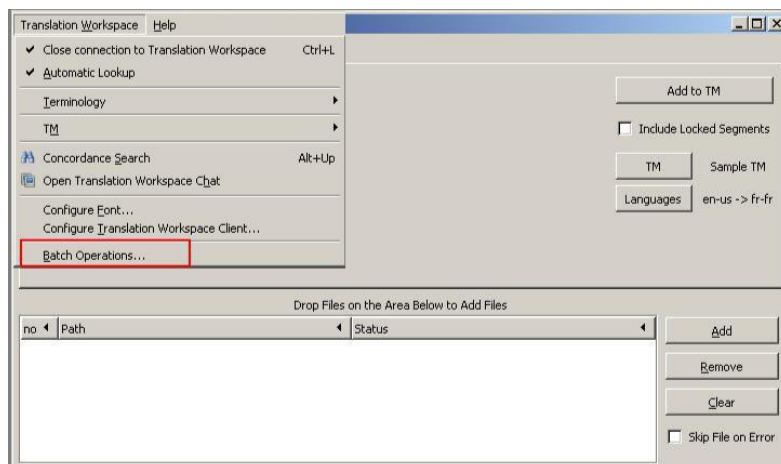 Translation Workspace Help
Close connection to Translation Workspace Ctrl+L
Automatic Lookup
Terminology
TM
Concordance Search Alt+Up
Open Translation Workspace Chat
Configure Font...
Configure Translation Workspace Client...
Batch Operations...
Add to TM
Include Locked Segments
TM Sample TM
Languages en-us -> fr-fr
Drop Files on the Area Below to Add Files
no Path Status
Add
Remove
Clear
Skip File on Error